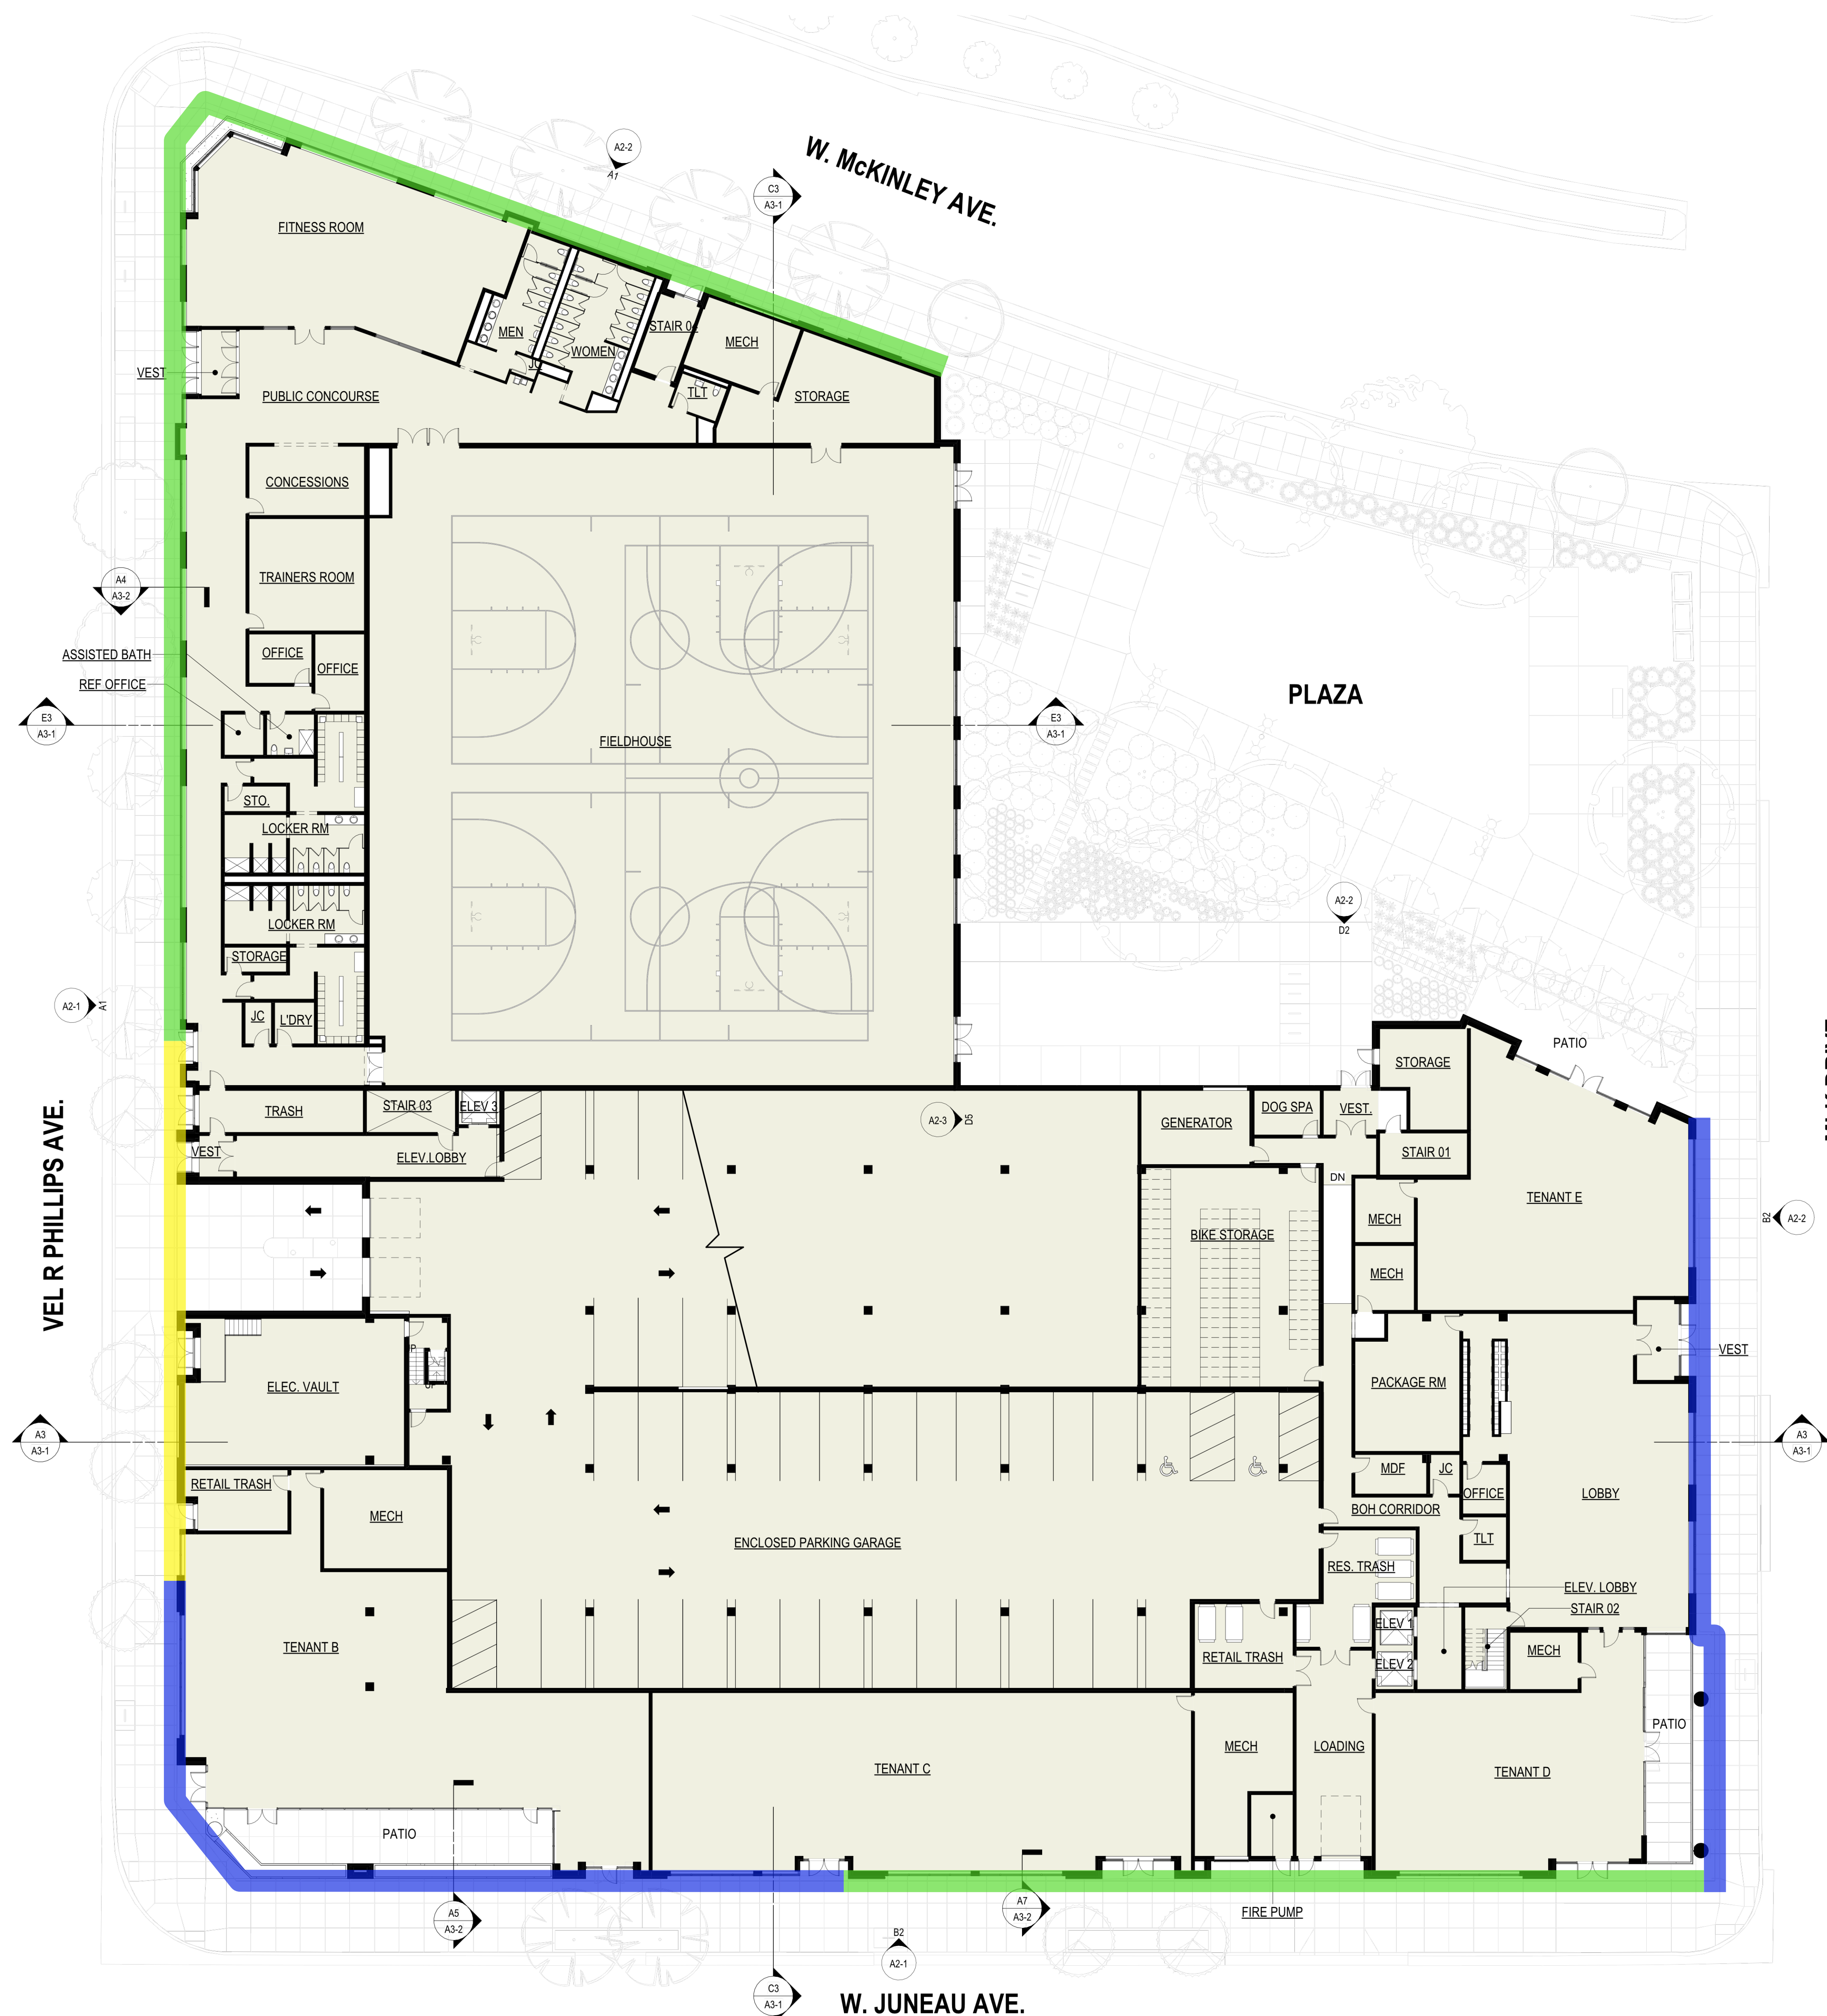 W. McKINLEY AVE.
A2-2
A1
C3
A3-1
FITNESS ROOM
MEN
JC
WOMEN
STAIR 04
MECH
TLT
STORAGE
VEST
PUBLIC CONCOURSE
CONCESSIONS
TRAINERS ROOM
A4
A3-2
OFFICE
OFFICE
ASSISTED BATH
REF OFFICE
E3
A3-1
FIELDHOUSE
E3
A3-1
PLAZA
STO.
LOCKER RM
LOCKER RM
STORAGE
A2-2
D2
A2-1
A1
JC
L'DRY
PATIO
STORAGE
TRASH
STAIR 03
ELEV 3
A2-3
D5
GENERATOR
DOG SPA
VEST.
STAIR 01
VEST
ELEV.LOBBY
VEL R PHILLIPS AVE.
DN
TENANT E
B2
A2-2
MECH
BIKE STORAGE
MECH
VEST
ELEC. VAULT
UP
PACKAGE RM
A3
A3-1
A3
A3-1
RETAIL TRASH
MECH
MDF
JC
OFFICE
LOBBY
BOH CORRIDOR
ENCLOSED PARKING GARAGE
TLT
RES. TRASH
ELEV. LOBBY
STAIR 02
TENANT B
ELEV 1
MECH
RETAIL TRASH
ELEV 2
PATIO
MECH
LOADING
TENANT C
TENANT D
PATIO
A5
A3-2
A7
A3-2
FIRE PUMP
B2
A2-1
C3
A3-1
W. JUNEAU AVE.